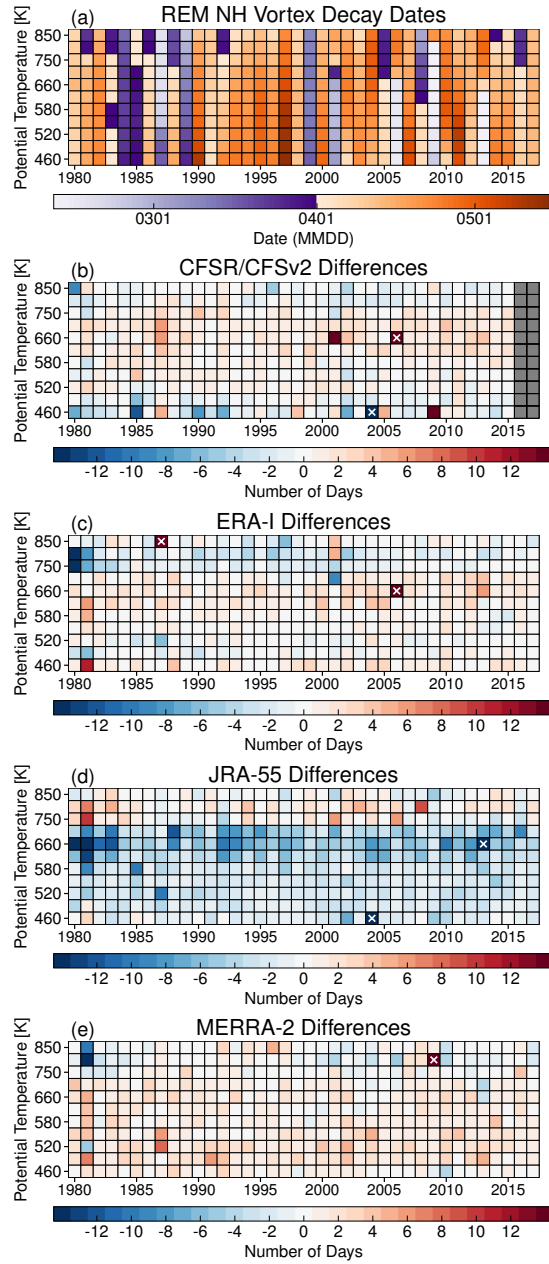 (a) REM NH Vortex Decay Dates
Potential Temperature [K]
850
750
660
580
520
460
1980 1985 1990 1995 2000 2005 2010 2015
0301 0401 0501
Date (MMDD)
(b) CFSR/CFSv2 Differences
Potential Temperature [K]
850
750
660
580
520
460
1980 1985 1990 1995 2000 2005 2010 2015
-12 -10 -8 -6 -4 -2 0 2 4 6 8 10 12
Number of Days
(c) ERA-I Differences
Potential Temperature [K]
850
750
660
580
520
460
1980 1985 1990 1995 2000 2005 2010 2015
-12 -10 -8 -6 -4 -2 0 2 4 6 8 10 12
Number of Days
(d) JRA-55 Differences
Potential Temperature [K]
850
750
660
580
520
460
1980 1985 1990 1995 2000 2005 2010 2015
-12 -10 -8 -6 -4 -2 0 2 4 6 8 10 12
Number of Days
(e) MERRA-2 Differences
Potential Temperature [K]
850
750
660
580
520
460
1980 1985 1990 1995 2000 2005 2010 2015
-12 -10 -8 -6 -4 -2 0 2 4 6 8 10 12
Number of Days